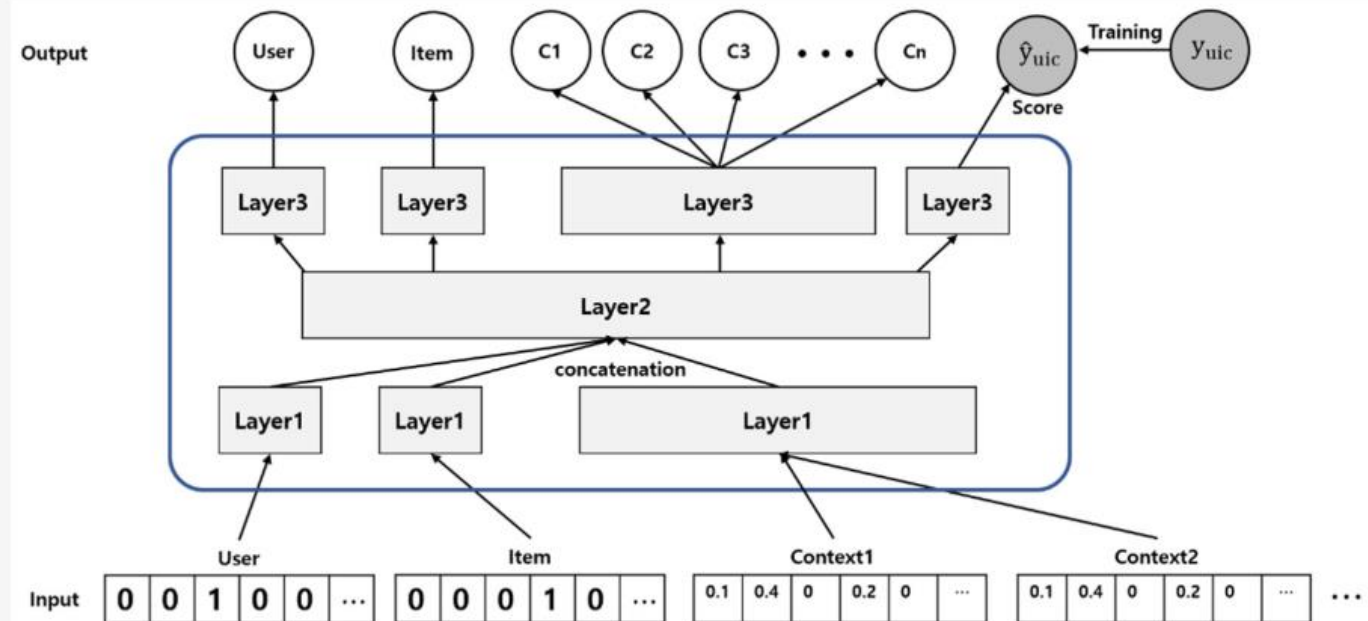 Output User Item C1 C2 C3 • • • Cn ŷuic Training yuic
Score
Layer3 Layer3 Layer3 Layer3
Layer2
concatenation
Layer1 Layer1 Layer1
User Item Context1 Context2
Input 0 0 1 0 0 ... 0 0 0 1 0 ... 0.1 0.4 0 0.2 0 ... 0.1 0.4 0 0.2 0 ... • • •